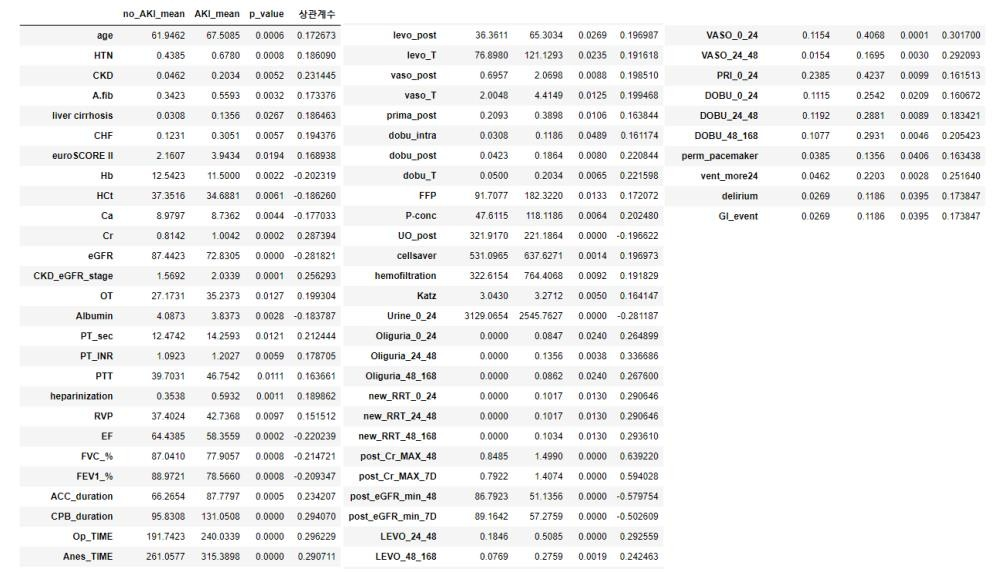 no_AKI_mean AKI_mean p_value 상관계수
age 61.9462 67.5085 0.0006 0.172673
HTN 0.4385 0.6780 0.0008 0.186090
CKD 0.0462 0.2034 0.0052 0.231445
A.fib 0.3423 0.5593 0.0032 0.173376
liver cirrhosis 0.0308 0.1356 0.0267 0.186463
CHF 0.1231 0.3051 0.0057 0.194376
euroSCORE II 2.1607 3.9434 0.0194 0.168938
Hb 12.5423 11.5000 0.0022 -0.202319
HCt 37.3516 34.6881 0.0061 -0.186260
Ca 8.9797 8.7362 0.0044 -0.177033
Cr 0.8142 1.0042 0.0002 0.287394
eGFR 87.4423 72.8305 0.0000 -0.281821
CKD_eGFR_stage 1.5692 2.0339 0.0001 0.256293
OT 27.1731 35.2373 0.0127 0.199304
Albumin 4.0873 3.8373 0.0028 -0.183787
PT_sec 12.4742 14.2593 0.0121 0.212444
PT_INR 1.0923 1.2027 0.0059 0.178705
PTT 39.7031 46.7542 0.0111 0.163661
heparinization 0.3538 0.5932 0.0011 0.189862
RVP 37.4024 42.7368 0.0097 0.151512
EF 64.4385 58.3559 0.0002 -0.220239
FVC_% 87.0410 77.9057 0.0008 -0.214721
FEV1_% 88.9721 78.5660 0.0008 -0.209347
ACC_duration 66.2654 87.7797 0.0005 0.234207
CPB_duration 95.8308 131.0508 0.0000 0.294070
Op_TIME 191.7423 240.0339 0.0000 0.296229
Anes_TIME 261.0577 315.3898 0.0000 0.290711
levo_post 36.3611 65.3034 0.0269 0.196987
levo_T 76.8980 121.1293 0.0235 0.191618
vaso_post 0.6957 2.0698 0.0088 0.198510
vaso_T 2.0048 4.4149 0.0125 0.199468
prima_post 0.2093 0.3898 0.0106 0.163844
dobu_intra 0.0308 0.1186 0.0489 0.161174
dobu_post 0.0423 0.1864 0.0080 0.220844
dobu_T 0.0500 0.2034 0.0065 0.221598
FFP 91.7077 182.3220 0.0133 0.172072
P-conc 47.6115 118.1186 0.0064 0.202480
UO_post 321.9170 221.1864 0.0000 -0.196622
cellsaver 531.0965 637.6271 0.0014 0.196973
hemofiltration 322.6154 764.4068 0.0092 0.191829
Katz 3.0430 3.2712 0.0050 0.164147
Urine_0_24 3129.0654 2545.7627 0.0000 -0.281187
Oliguria_0_24 0.0000 0.0847 0.0240 0.264899
Oliguria_24_48 0.0000 0.1356 0.0038 0.336686
Oliguria_48_168 0.0000 0.0862 0.0240 0.267600
new_RRT_0_24 0.0000 0.1017 0.0130 0.290646
new_RRT_24_48 0.0000 0.1017 0.0130 0.290646
new_RRT_48_168 0.0000 0.1034 0.0130 0.293610
post_Cr_MAX_48 0.8485 1.4990 0.0000 0.639220
post_Cr_MAX_7D 0.7922 1.4074 0.0000 0.594028
post_eGFR_min_48 86.7923 51.1356 0.0000 -0.579754
post_eGFR_min_7D 89.1642 57.2759 0.0000 -0.502609
LEVO_24_48 0.1846 0.5085 0.0000 0.292559
LEVO_48_168 0.0769 0.2759 0.0019 0.242463
VASO_0_24 0.1154 0.4068 0.0001 0.301700
VASO_24_48 0.0154 0.1695 0.0030 0.292093
PRI_0_24 0.2385 0.4237 0.0099 0.161513
DOBU_0_24 0.1115 0.2542 0.0209 0.160672
DOBU_24_48 0.1192 0.2881 0.0089 0.183421
DOBU_48_168 0.1077 0.2931 0.0046 0.205423
perm_pacemaker 0.0385 0.1356 0.0406 0.163438
vent_more24 0.0462 0.2203 0.0028 0.251640
delirium 0.0269 0.1186 0.0395 0.173847
GI_event 0.0269 0.1186 0.0395 0.173847